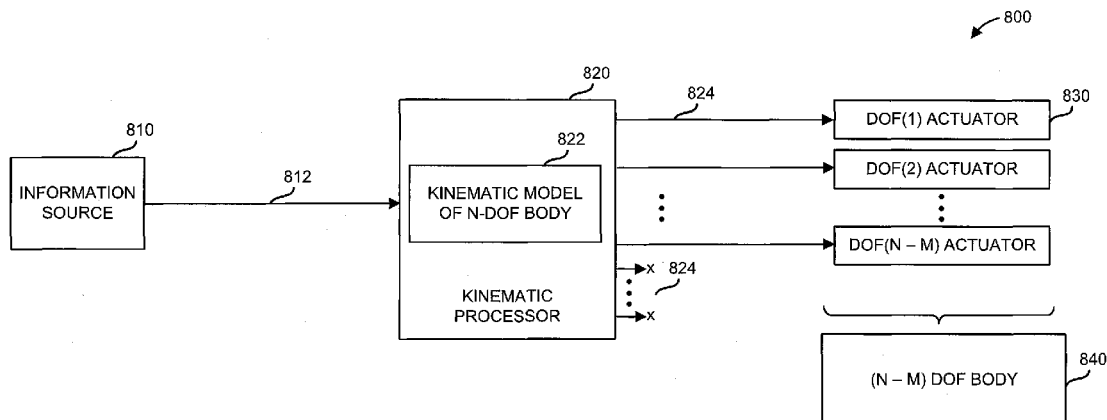 800
820
824
DOF(1) ACTUATOR
830
810
822
DOF(2) ACTUATOR
INFORMATION
SOURCE
812
KINEMATIC MODEL
OF N-DOF BODY
DOF(N – M) ACTUATOR
x
824
KINEMATIC
PROCESSOR
x
(N – M) DOF BODY
840